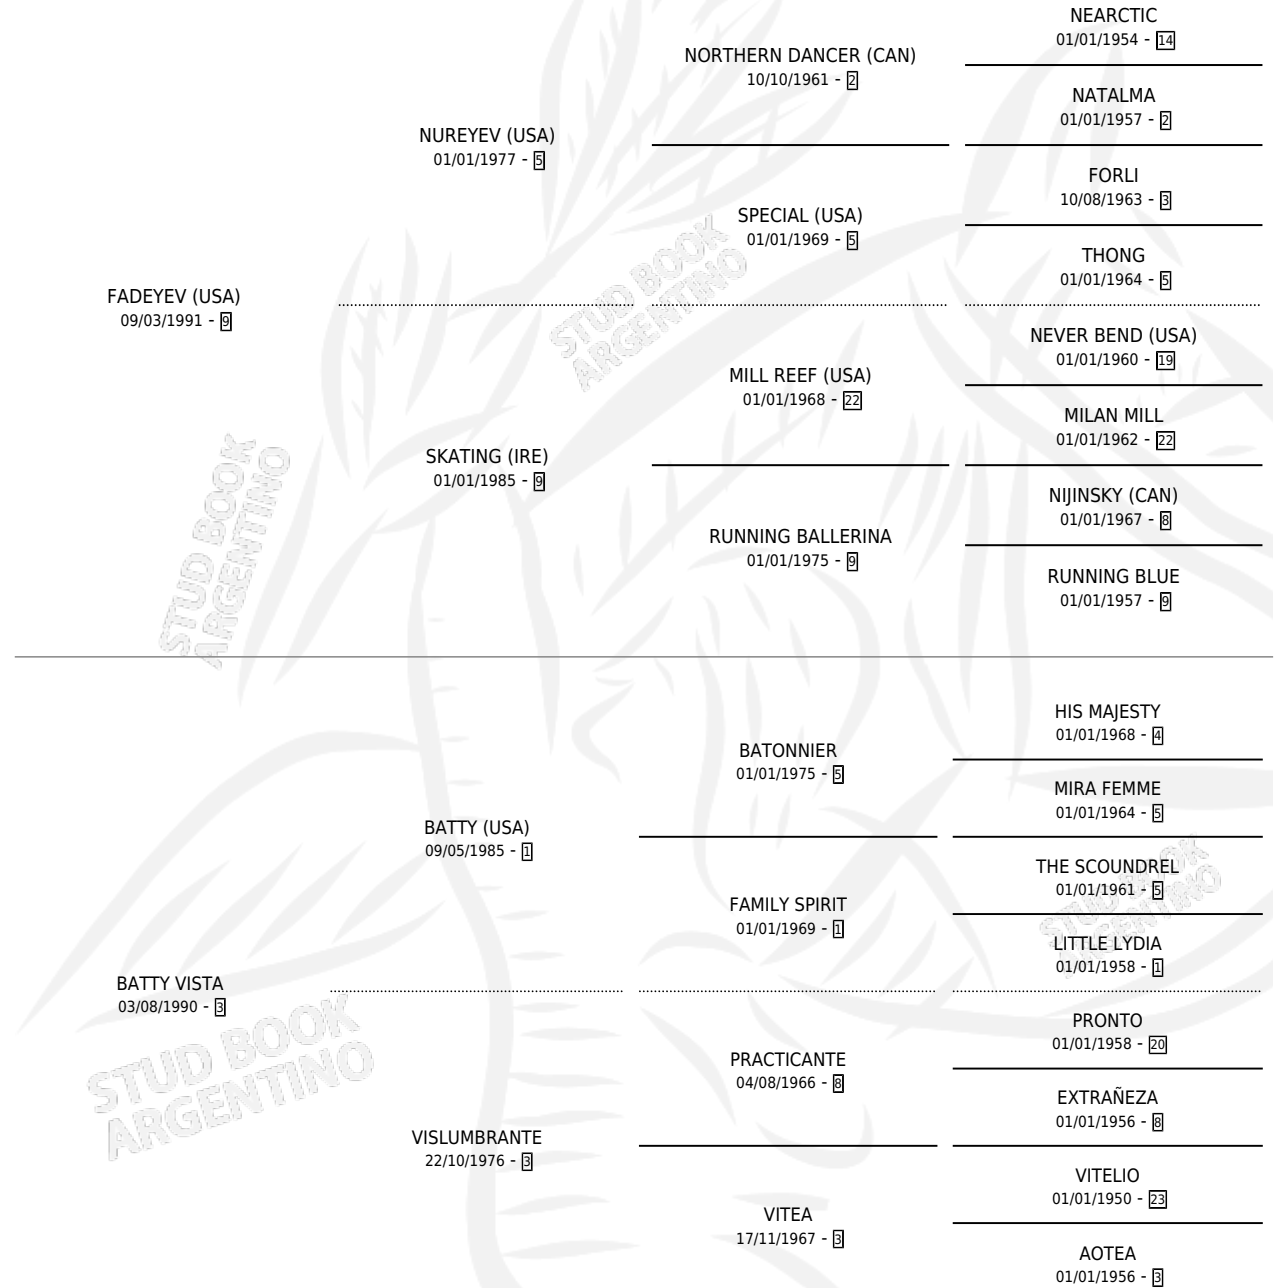 NEARCTIC
01/01/1954 - 14
NORTHERN DANCER (CAN)
10/10/1961 - 2
NATALMA
01/01/1957 - 2
NUREYEV (USA)
01/01/1977 - 5
FORLI
10/08/1963 - 3
SPECIAL (USA)
01/01/1969 - 5
THONG
01/01/1964 - 5
FADEYEV (USA)
09/03/1991 - 9
NEVER BEND (USA)
01/01/1960 - 19
MILL REEF (USA)
01/01/1968 - 22
MILAN MILL
01/01/1962 - 22
SKATING (IRE)
01/01/1985 - 9
NIJINSKY (CAN)
01/01/1967 - 8
RUNNING BALLERINA
01/01/1975 - 9
RUNNING BLUE
01/01/1957 - 9
HIS MAJESTY
01/01/1968 - 4
BATONNIER
01/01/1975 - 5
MIRA FEMME
01/01/1964 - 5
BATTY (USA)
09/05/1985 - 1
THE SCOUNDREL
01/01/1961 - 5
FAMILY SPIRIT
01/01/1969 - 1
LITTLE LYDIA
01/01/1958 - 1
BATTY VISTA
03/08/1990 - 3
PRONTO
01/01/1958 - 20
PRACTICANTE
04/08/1966 - 8
EXTRAÑEZA
01/01/1956 - 8
VISLUMBRANTE
22/10/1976 - 3
VITELIO
01/01/1950 - 23
VITEA
17/11/1967 - 3
AOTEA
01/01/1956 - 3
STUD BOOK
ARGENTINO
STUD BOOK
ARGENTINO
STUD BOOK
ARGENTINO
STUD BOOK
ARGENTINO